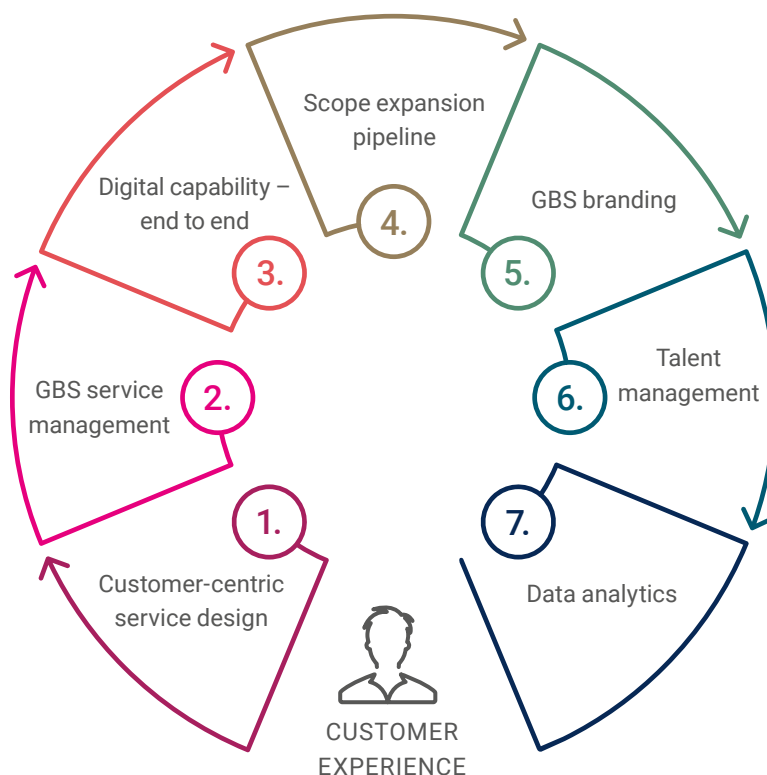 1.
Customer-centric
service design
2.
GBS service
management
3.
Digital capability –
end to end
4.
Scope expansion
pipeline
5.
GBS branding
6.
Talent
management
7.
Data analytics
CUSTOMER
EXPERIENCE